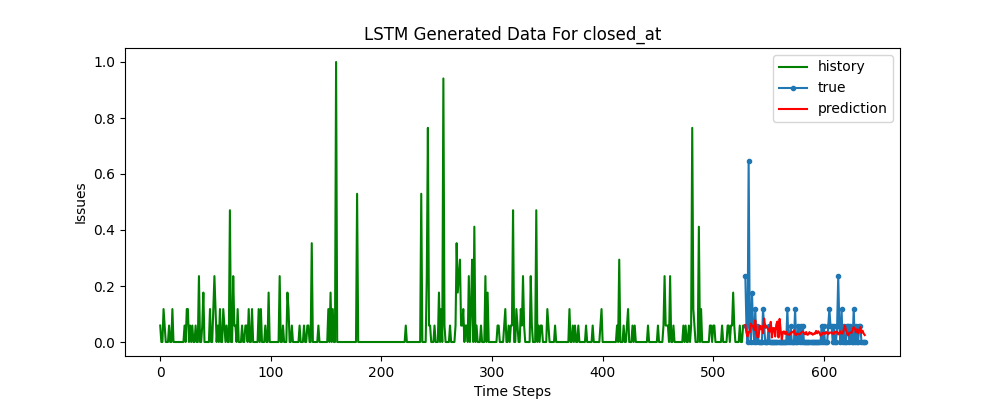 LSTM Generated Data For closed_at
history
true
prediction
Issues
1.0
0.8
0.6
0.4
0.2
0.0
0
100
200
300
400
500
600
Time Steps